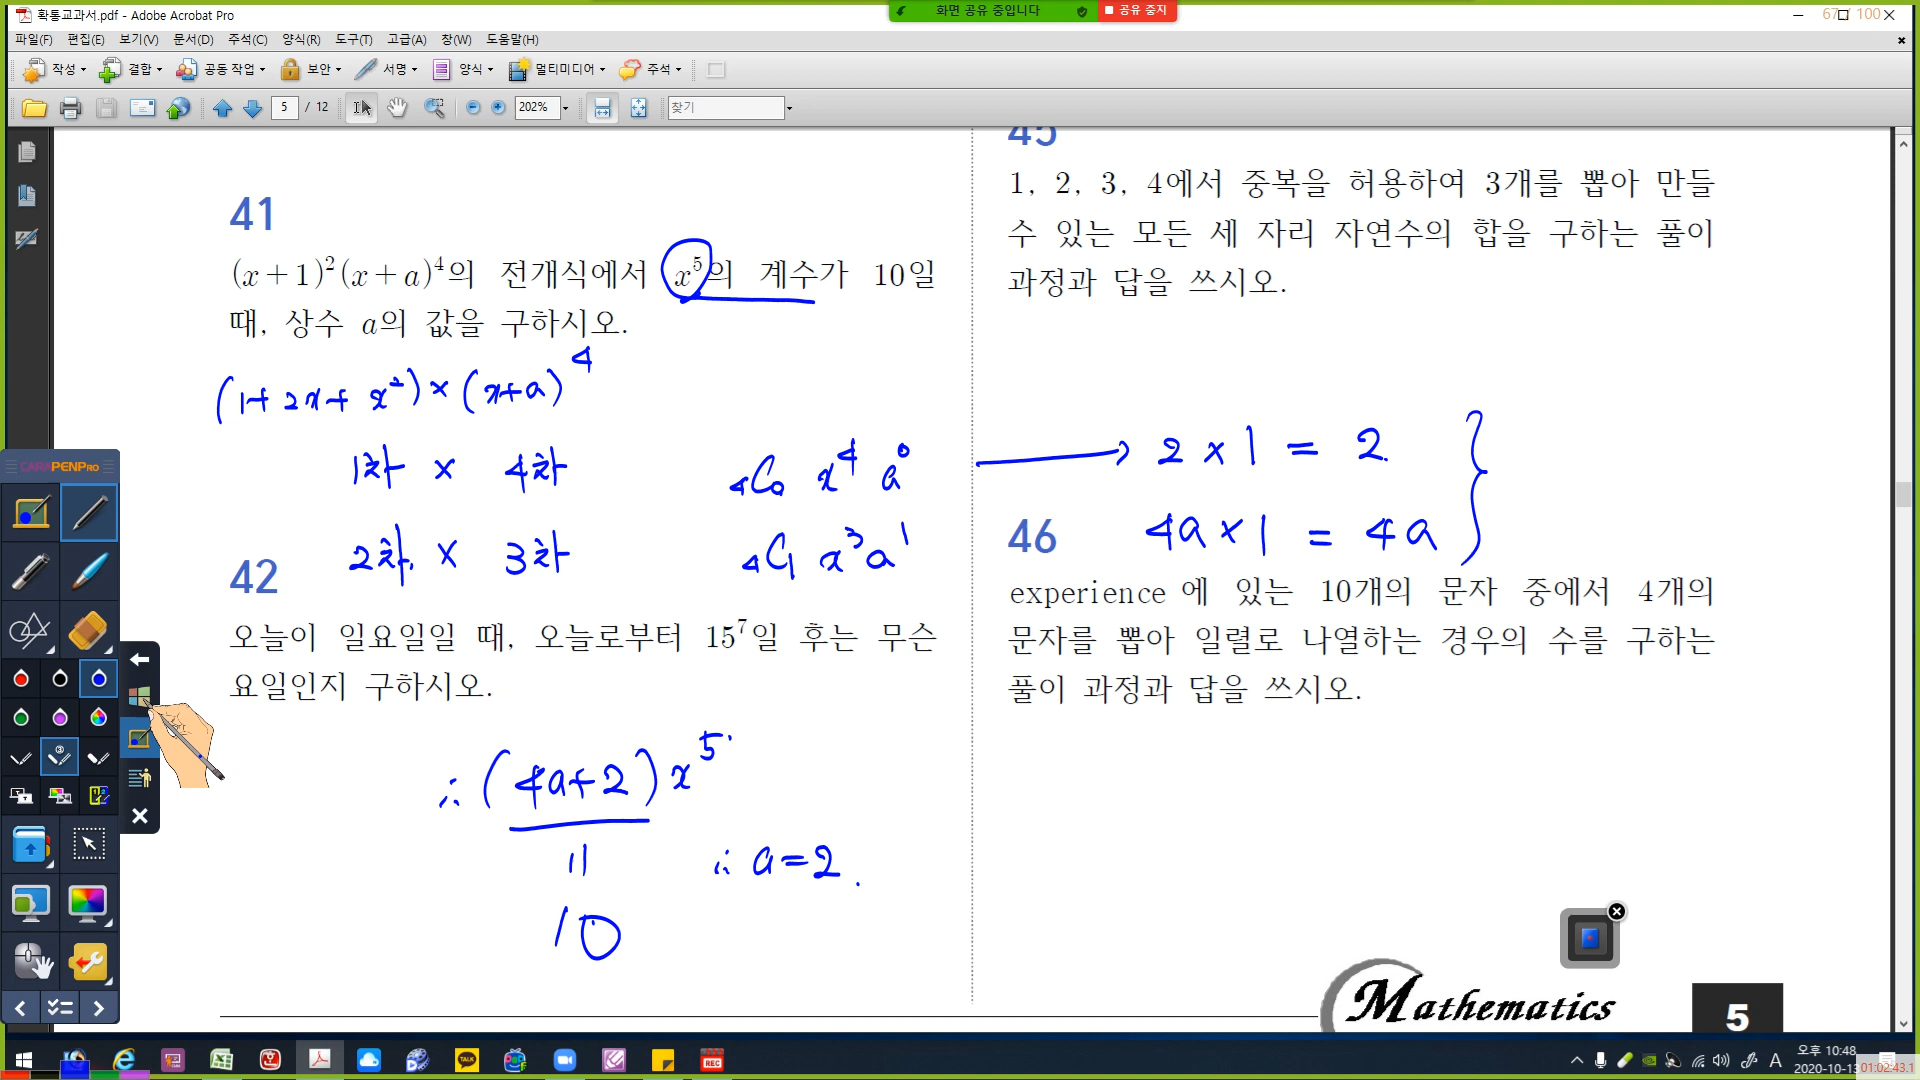 확통교과서.pdf - Adobe Acrobat Pro
화면 공유 중입니다
공유 중지
67 / 100
파일(F) 편집(E) 보기(V) 문서(D) 주석(C) 양식(R) 도구(T) 고급(A) 창(W) 도움말(H)
작성 결합 공동 작업 보안 서명 양식 멀티미디어 주석
5 / 12 202% 찾기
41
(x+1)²(x+a)⁴의 전개식에서 x⁵의 계수가 10일
때, 상수 a의 값을 구하시오.
(1+2x+x²)×(x+a)⁴
1차 × 4차 ₄C₀ x⁴ a⁰
2차 × 3차 ₄C₁ x³ a¹
42
오늘이 일요일일 때, 오늘로부터 15⁷일 후는 무슨
요일인지 구하시오.
∴ (4a+2)x⁵
=
10
∴ a=2.
45
1, 2, 3, 4에서 중복을 허용하여 3개를 뽑아 만들
수 있는 모든 세 자리 자연수의 합을 구하는 풀이
과정과 답을 쓰시오.
→ 2×1 = 2
4a×1 = 4a
46
experience 에 있는 10개의 문자 중에서 4개의
문자를 뽑아 일렬로 나열하는 경우의 수를 구하는
풀이 과정과 답을 쓰시오.
Mathematics
5
CARAPENPRO
③
TALK
REC
A
오후 10:48
2020-10-13
01:02:43.1